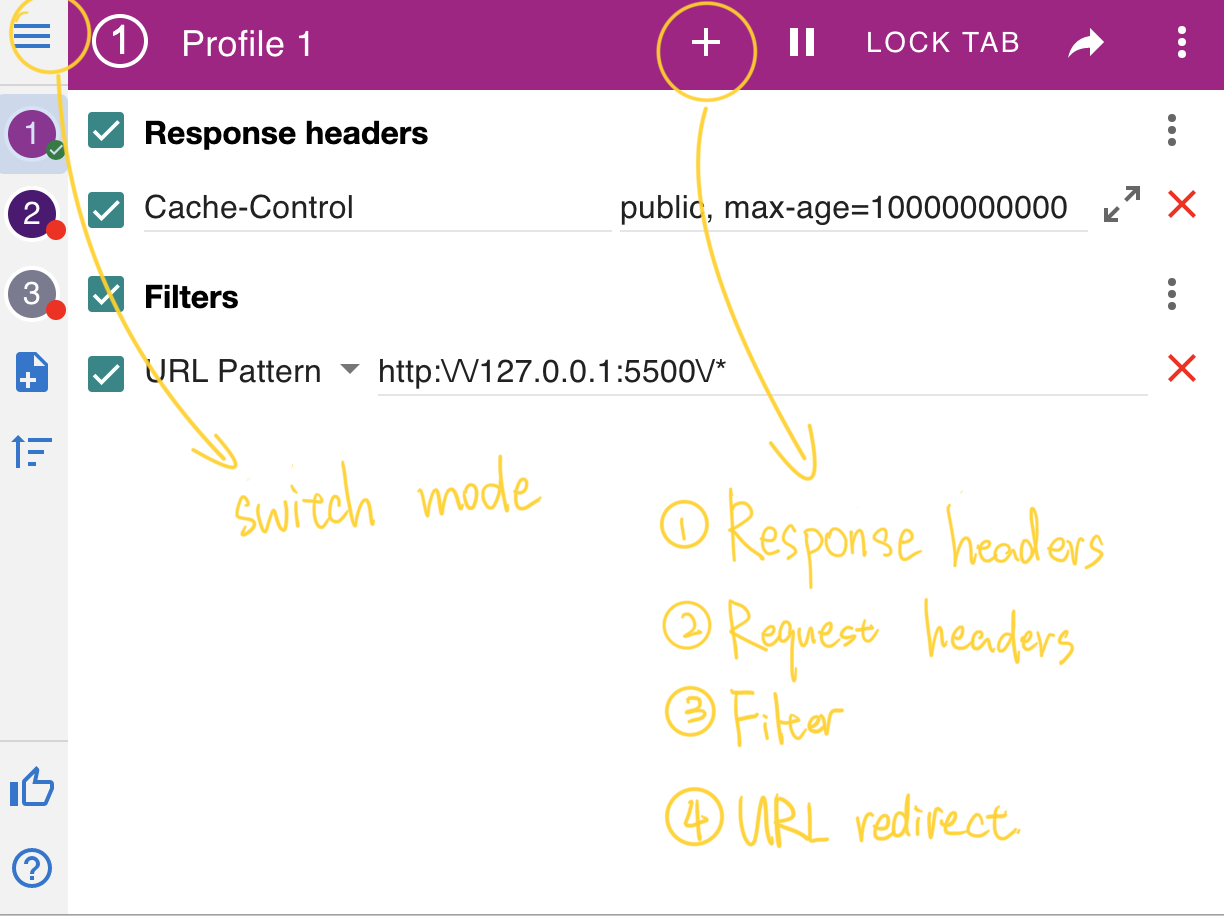 1 Profile 1 LOCK TAB
1 Response headers
2 Cache-Control public, max-age=10000000000
3 Filters
URL Pattern http:\/\/127.0.0.1:5500\/*
switch mode
① Response headers
② Request headers
③ Filter
④ URL redirect.
?